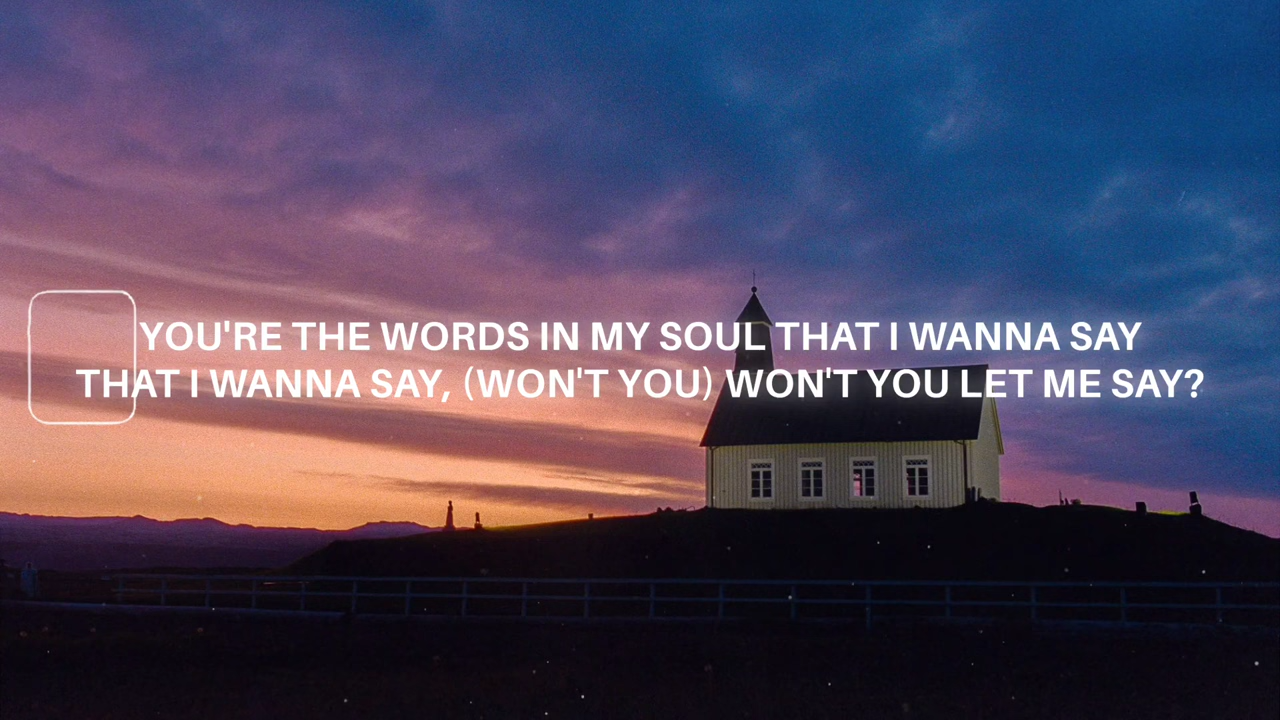 YOU'RE THE WORDS IN MY SOUL THAT I WANNA SAY
THAT I WANNA SAY, (WON'T YOU) WON'T YOU LET ME SAY?